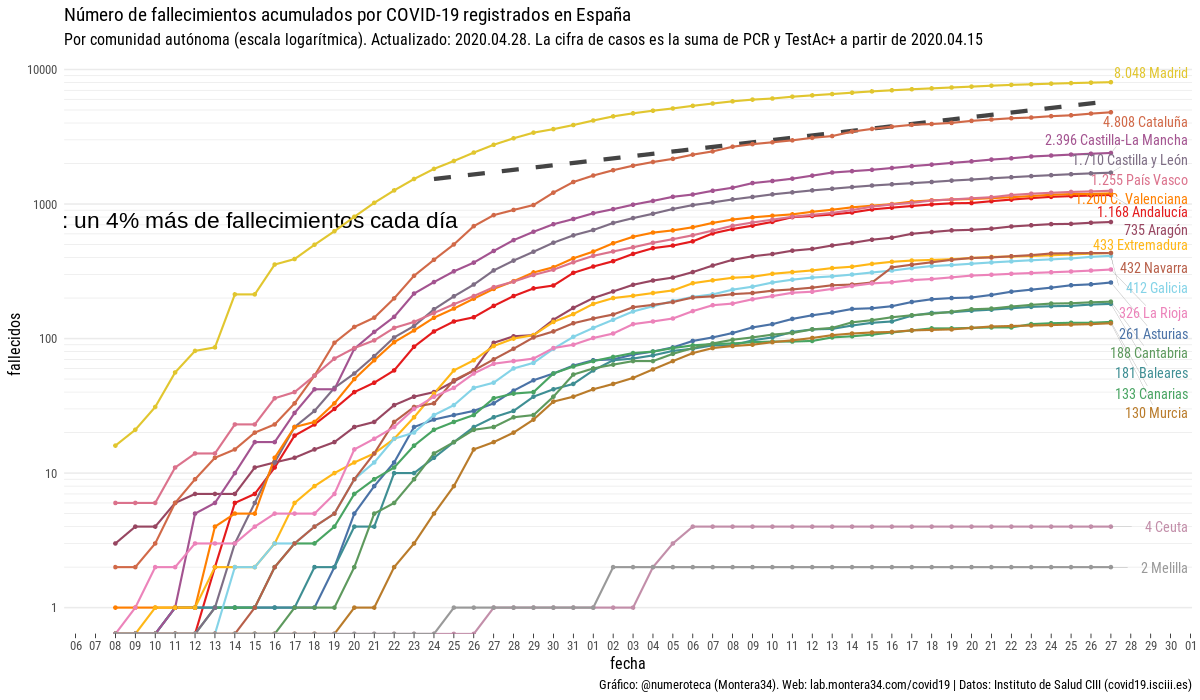 Número de fallecimientos acumulados por COVID-19 registrados en España
Por comunidad autónoma (escala logarítmica). Actualizado: 2020.04.28. La cifra de casos es la suma de PCR y TestAc+ a partir de 2020.04.15
10000
1000
100
10
1
fallecidos
: un 4% más de fallecimientos cada día
8.048 Madrid
4.808 Cataluña
2.396 Castilla-La Mancha
1.710 Castilla y León
1.255 País Vasco
1.200 C. Valenciana
1.168 Andalucía
735 Aragón
433 Extremadura
432 Navarra
412 Galicia
326 La Rioja
261 Asturias
188 Cantabria
181 Baleares
133 Canarias
130 Murcia
4 Ceuta
2 Melilla
06 07 08 09 10 11 12 13 14 15 16 17 18 19 20 21 22 23 24 25 26 27 28 29 30 31 01 02 03 04 05 06 07 08 09 10 11 12 13 14 15 16 17 18 19 20 21 22 23 24 25 26 27 28 29 30 01
fecha
Gráfico: @numeroteca (Montera34). Web: lab.montera34.com/covid19 | Datos: Instituto de Salud CIII (covid19.isciii.es)